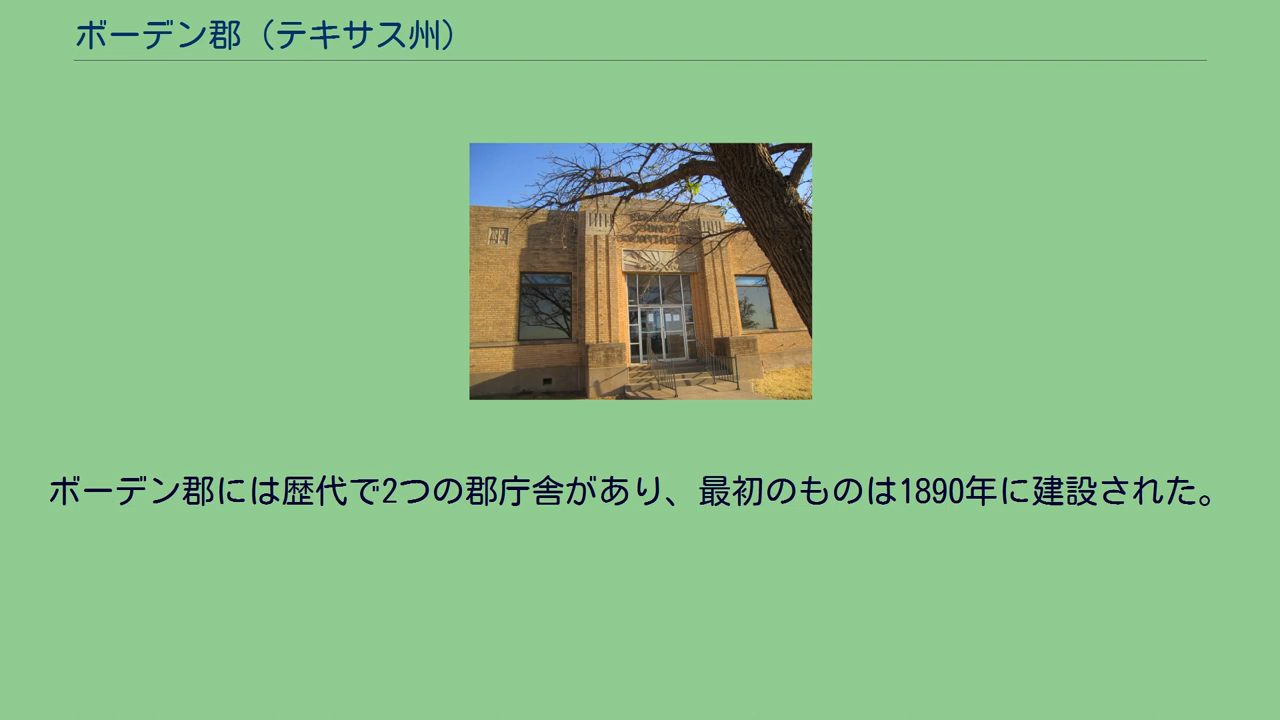 ボーデン郡（テキサス州）
COUNTY
ボーデン郡には歴代で2つの郡庁舎があり、最初のものは1890年に建設された。